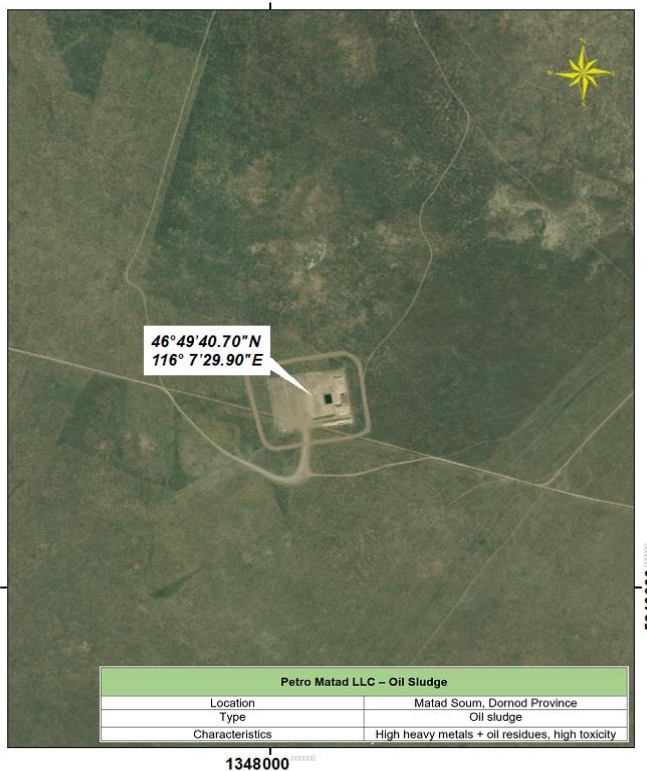 46°49'40.70"N
116° 7'29.90"E
Petro Matad LLC – Oil Sludge
Location Matad Soum, Dornod Province
Type Oil sludge
Characteristics High heavy metals + oil residues, high toxicity
1348000